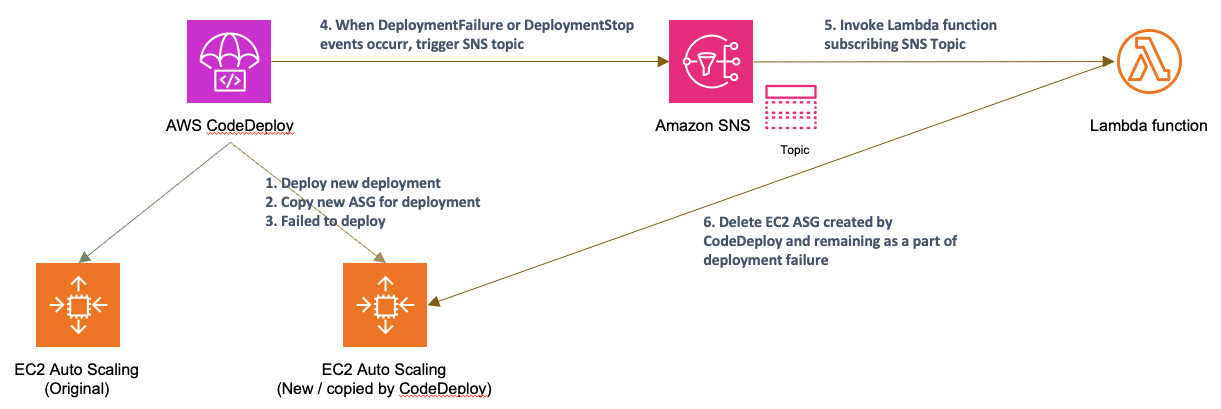 4. When DeploymentFailure or DeploymentStop
events occurr, trigger SNS topic
5. Invoke Lambda function
subscribing SNS Topic
AWS CodeDeploy
Amazon SNS
Topic
Lambda function
1. Deploy new deployment
2. Copy new ASG for deployment
3. Failed to deploy
6. Delete EC2 ASG created by
CodeDeploy and remaining as a part of
deployment failure
EC2 Auto Scaling
(Original)
EC2 Auto Scaling
(New / copied by CodeDeploy)